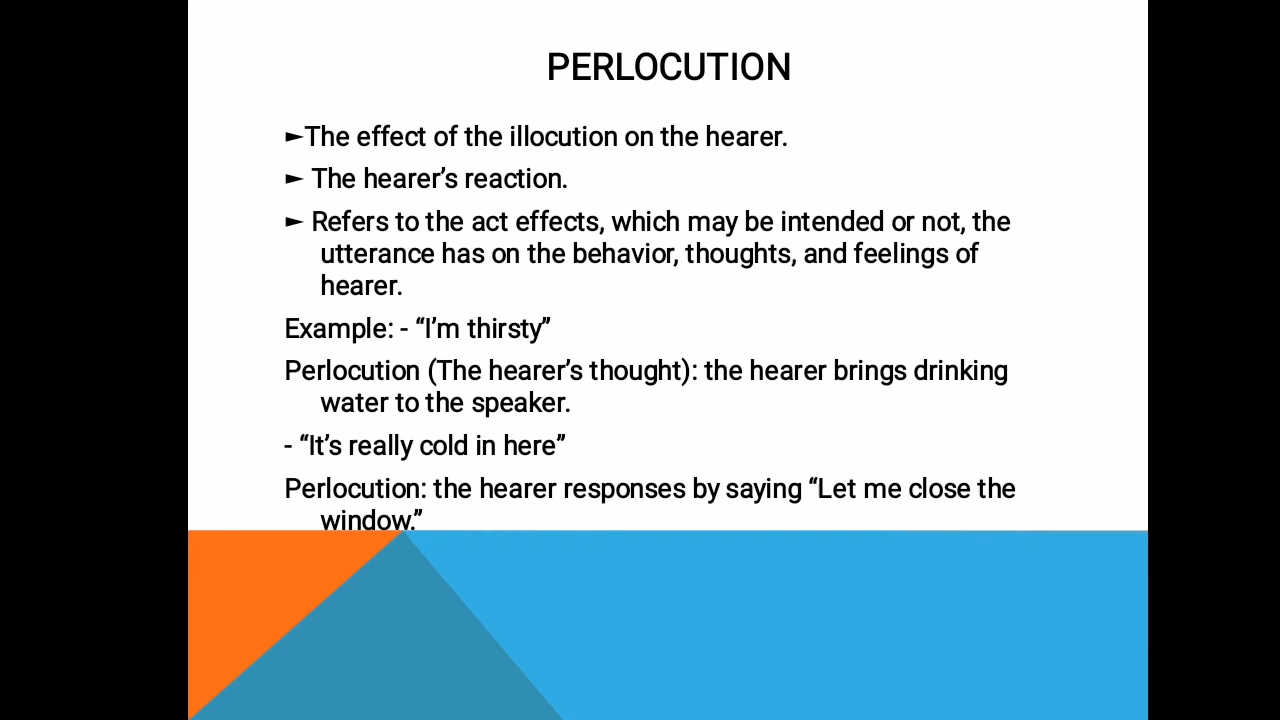 PERLOCUTION
►The effect of the illocution on the hearer.
► The hearer’s reaction.
► Refers to the act effects, which may be intended or not, the
utterance has on the behavior, thoughts, and feelings of
hearer.
Example: - “I’m thirsty”
Perlocution (The hearer’s thought): the hearer brings drinking
water to the speaker.
- “It’s really cold in here”
Perlocution: the hearer responses by saying “Let me close the
window.”